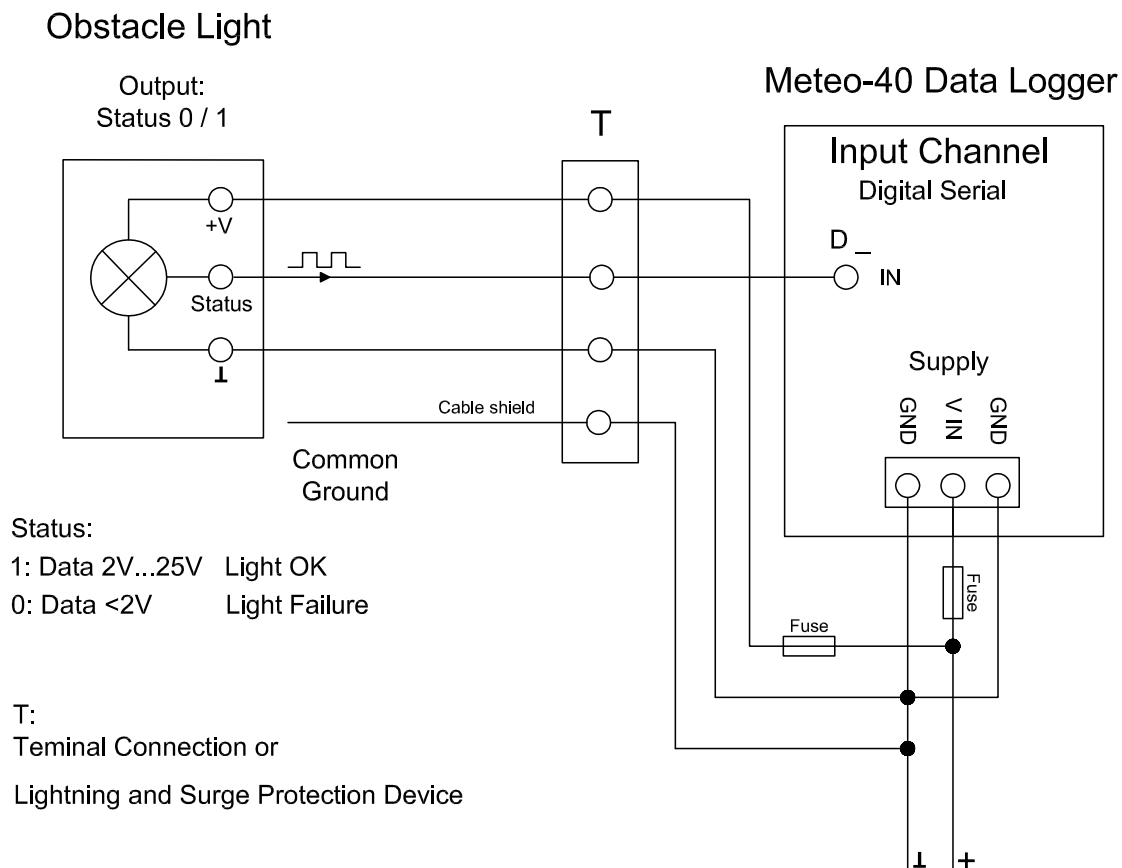 Obstacle Light
Output:
Status 0 / 1
+V
Status
T
Cable shield
Common
Ground
Meteo-40 Data Logger
Input Channel
Digital Serial
D _
IN
Supply
GND
V IN
GND
Fuse
Fuse
Status:
1: Data 2V...25V Light OK
0: Data <2V Light Failure
T:
Teminal Connection or
Lightning and Surge Protection Device
+